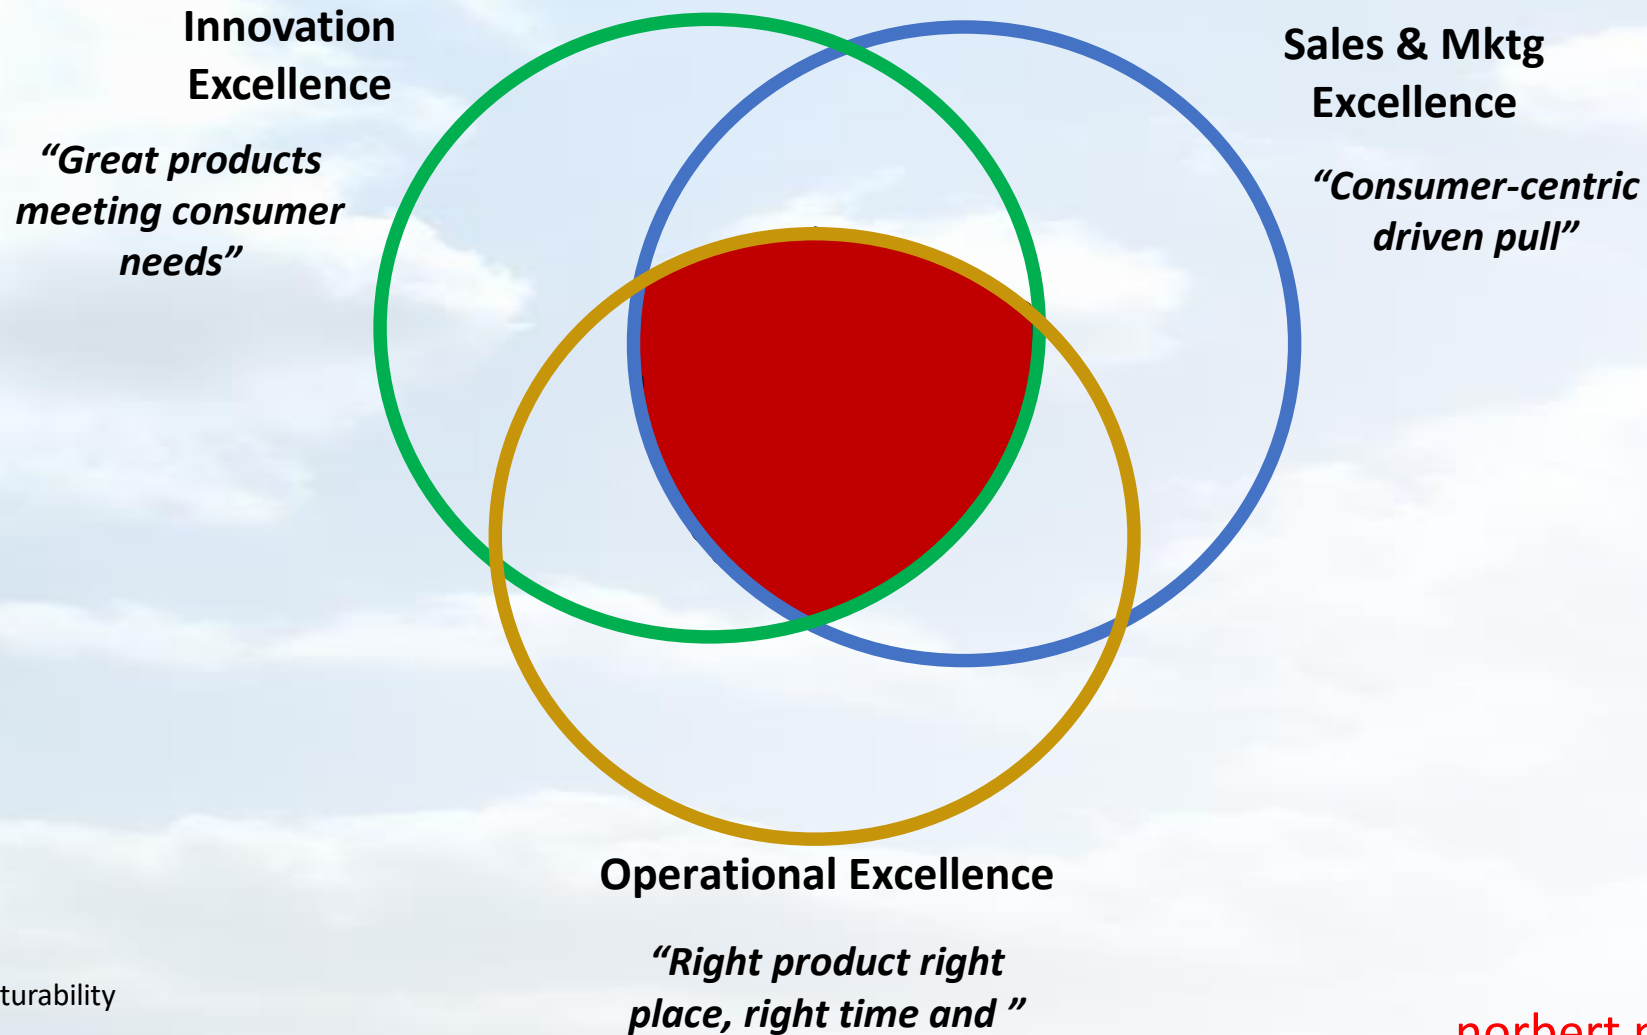 Innovation
Excellence
“Great products
meeting consumer
needs”
Sales & Mktg
Excellence
“Consumer-centric
driven pull”
Operational Excellence
“Right product right
place, right time and ”
turability
norbert